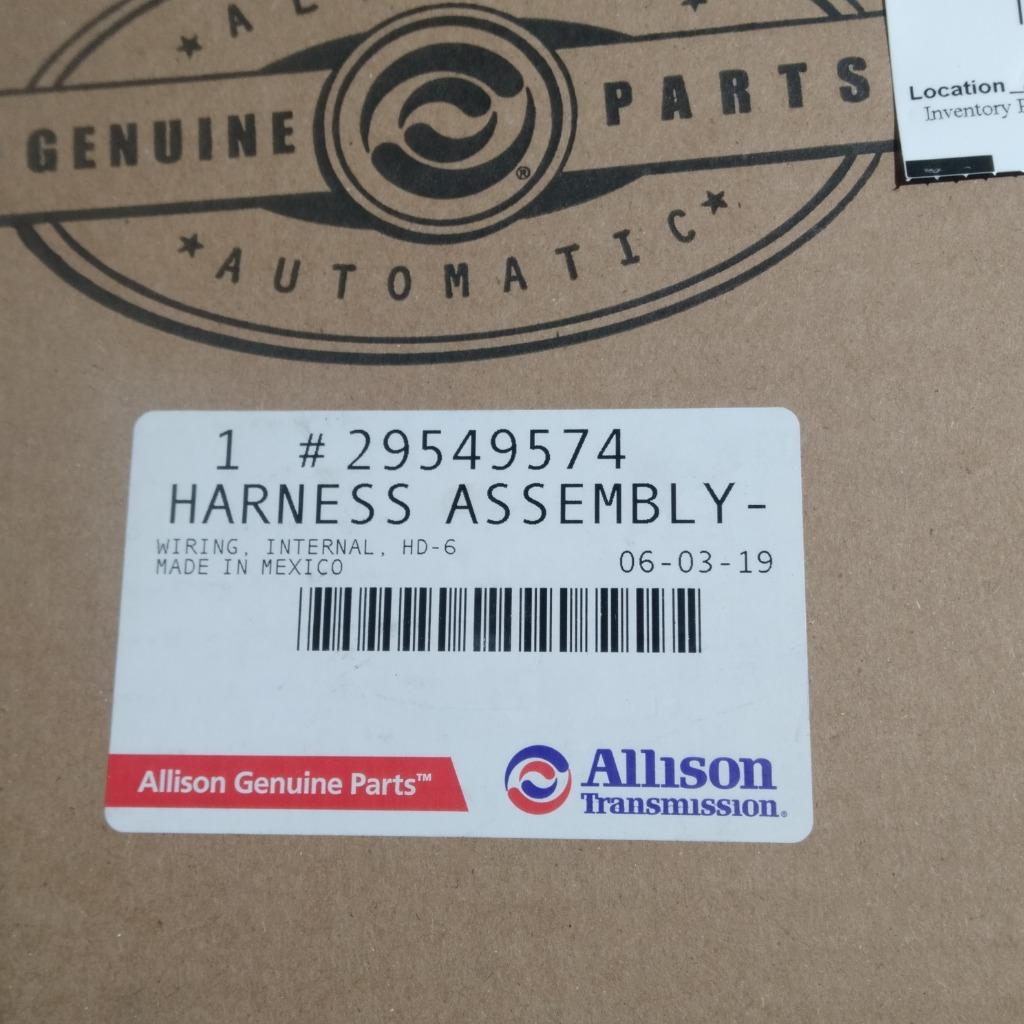 GENUINE PARTS
®
AUTOMATIC
Location
Inventory
1 #29549574
HARNESS ASSEMBLY-
WIRING, INTERNAL, HD-6
MADE IN MEXICO
06-03-19
Allison Genuine Parts™
Allison
Transmission®